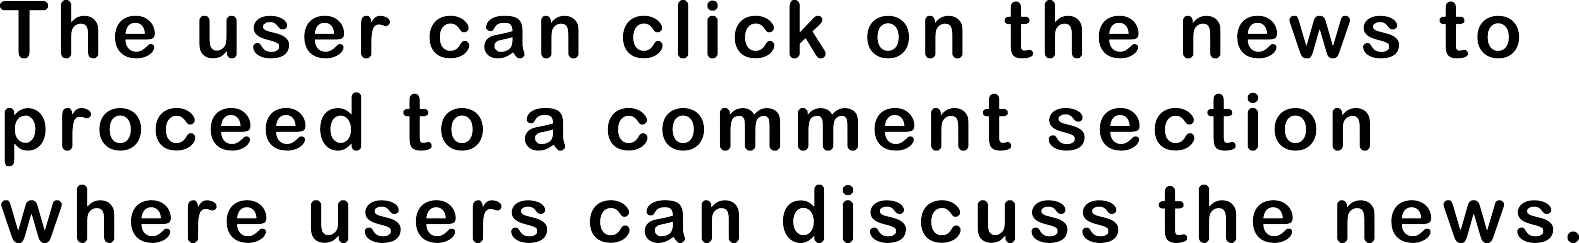 The user can click on the news to
proceed to a comment section
where users can discuss the news.